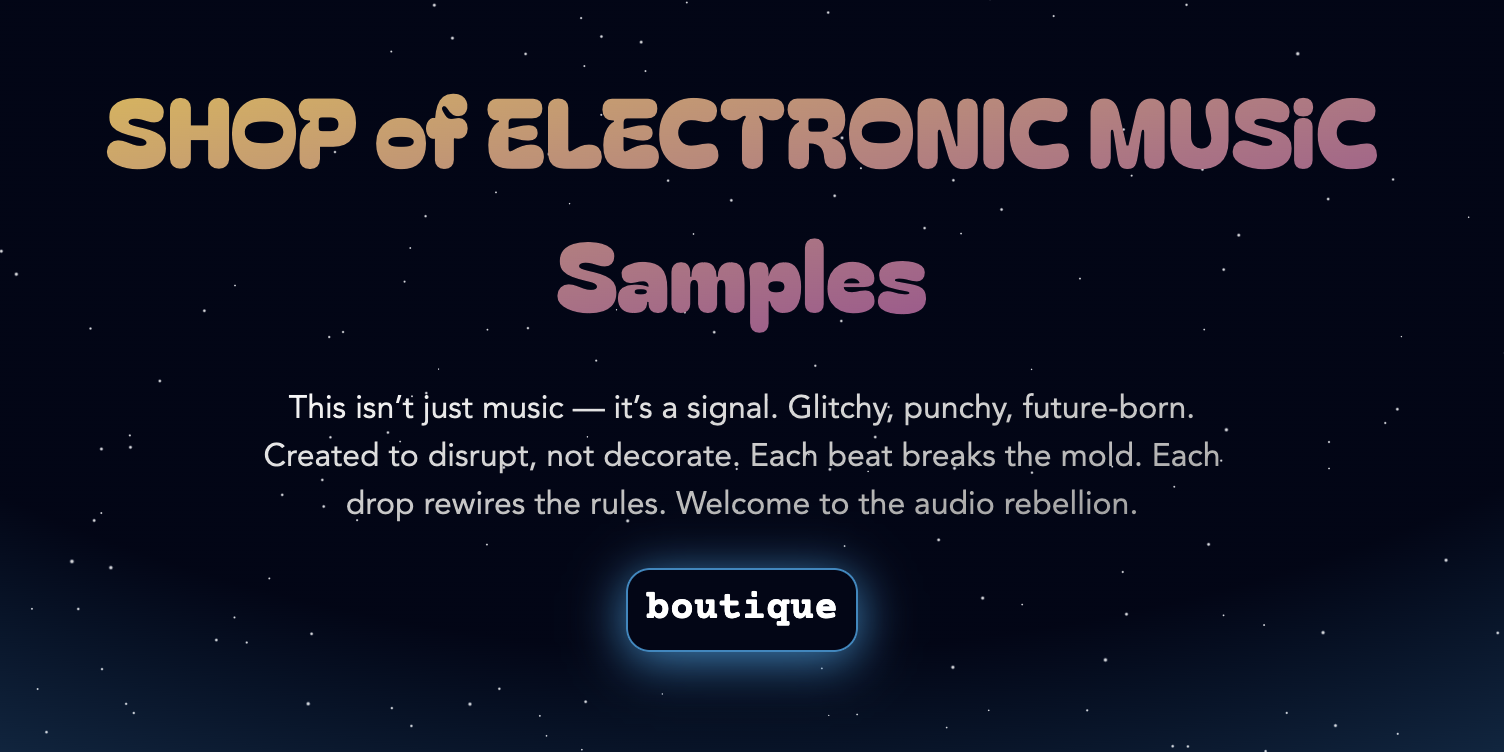 SHOP of ELECTRONIC MUSiC
Samples
This isn’t just music — it’s a signal. Glitchy, punchy, future-born.
Created to disrupt, not decorate. Each beat breaks the mold. Each
drop rewires the rules. Welcome to the audio rebellion.
boutique